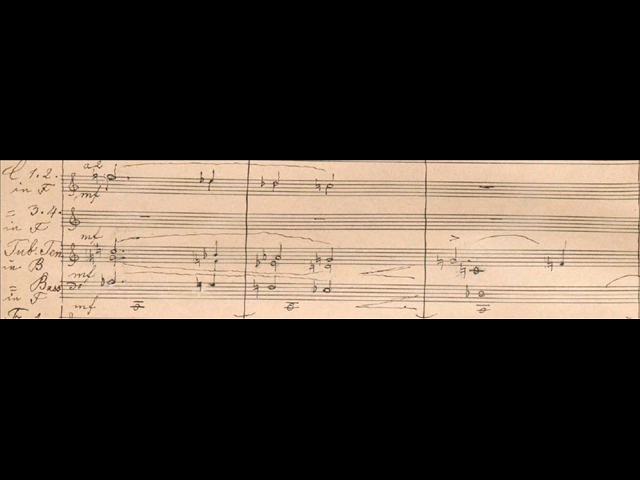 a2
C. 1. 2.
in F
mf
= 3. 4.
in F
mf
Tub. Ten
in B
mf
= Bass
in F
mf